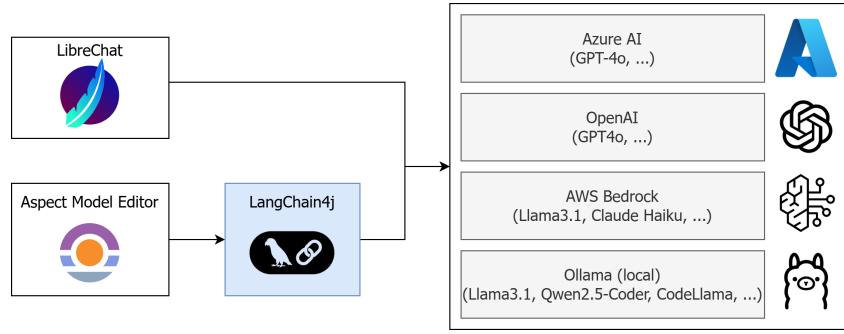 LibreChat
Aspect Model Editor
LangChain4j
Azure AI
(GPT-4o, ...)
OpenAI
(GPT4o, ...)
AWS Bedrock
(Llama3.1, Claude Haiku, ...)
Ollama (local)
(Llama3.1, Qwen2.5-Coder, CodeLlama, ...)